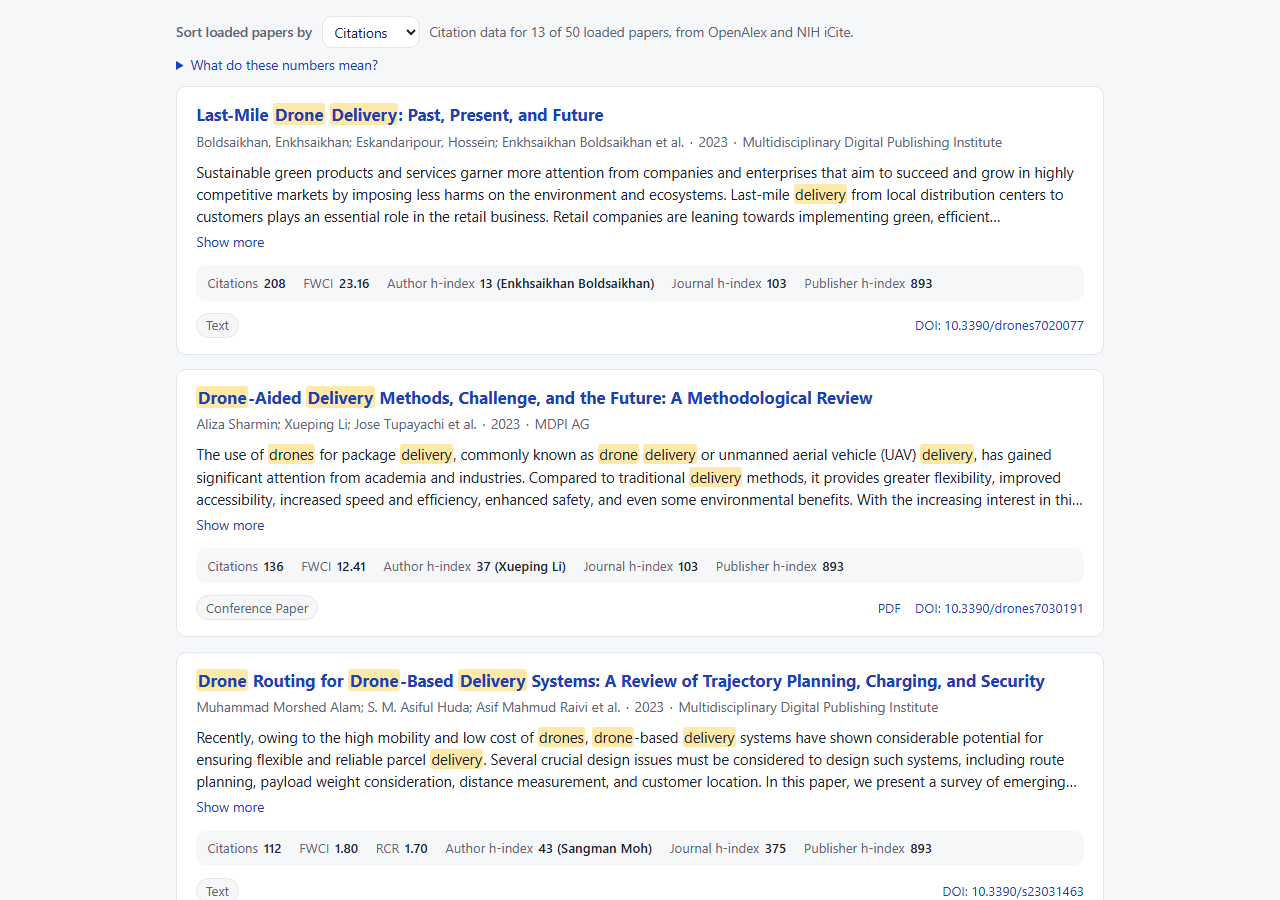 Sort loaded papers by Citations Citation data for 13 of 50 loaded papers, from OpenAlex and NIH iCite.
What do these numbers mean?
Last-Mile Drone Delivery: Past, Present, and Future
Boldsaikhan, Enkhsaikhan; Eskandaripour, Hossein; Enkhsaikhan Boldsaikhan et al. · 2023 · Multidisciplinary Digital Publishing Institute
Sustainable green products and services garner more attention from companies and enterprises that aim to succeed and grow in highly
competitive markets by imposing less harms on the environment and ecosystems. Last-mile delivery from local distribution centers to
customers plays an essential role in the retail business. Retail companies are leaning towards implementing green, efficient…
Show more
Citations 208 FWCI 23.16 Author h-index 13 (Enkhsaikhan Boldsaikhan) Journal h-index 103 Publisher h-index 893
Text DOI: 10.3390/drones7020077
Drone-Aided Delivery Methods, Challenge, and the Future: A Methodological Review
Aliza Sharmin; Xueping Li; Jose Tupayachi et al. · 2023 · MDPI AG
The use of drones for package delivery, commonly known as drone delivery or unmanned aerial vehicle (UAV) delivery, has gained
significant attention from academia and industries. Compared to traditional delivery methods, it provides greater flexibility, improved
accessibility, increased speed and efficiency, enhanced safety, and even some environmental benefits. With the increasing interest in thi…
Show more
Citations 136 FWCI 12.41 Author h-index 37 (Xueping Li) Journal h-index 103 Publisher h-index 893
Conference Paper PDF DOI: 10.3390/drones7030191
Drone Routing for Drone-Based Delivery Systems: A Review of Trajectory Planning, Charging, and Security
Muhammad Morshed Alam; S. M. Asiful Huda; Asif Mahmud Raivi et al. · 2023 · Multidisciplinary Digital Publishing Institute
Recently, owing to the high mobility and low cost of drones, drone-based delivery systems have shown considerable potential for
ensuring flexible and reliable parcel delivery. Several crucial design issues must be considered to design such systems, including route
planning, payload weight consideration, distance measurement, and customer location. In this paper, we present a survey of emerging…
Show more
Citations 112 FWCI 1.80 RCR 1.70 Author h-index 43 (Sangman Moh) Journal h-index 375 Publisher h-index 893
Text DOI: 10.3390/s23031463